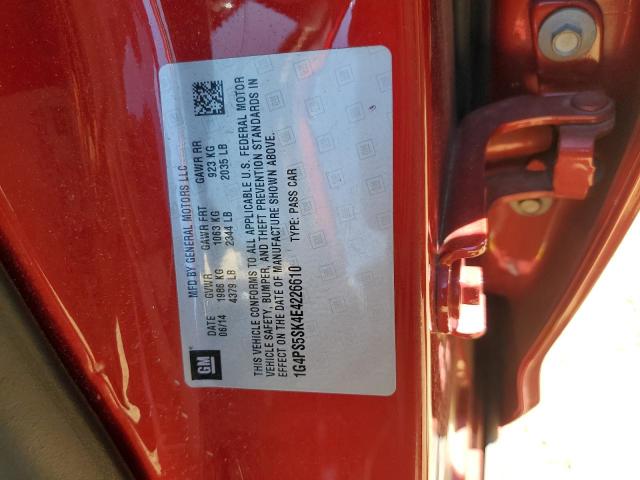 GM
MFD BY GENERAL MOTORS LLC
DATE GVWR GAWR FRT GAWR RR
06/14 1986 KG 1063 KG 923 KG
4379 LB 2344 LB 2035 LB
THIS VEHICLE CONFORMS TO ALL APPLICABLE U.S. FEDERAL MOTOR
VEHICLE SAFETY, BUMPER, AND THEFT PREVENTION STANDARDS IN
EFFECT ON THE DATE OF MANUFACTURE SHOWN ABOVE.
1G4PS5SK4E4226610 TYPE: PASS CAR